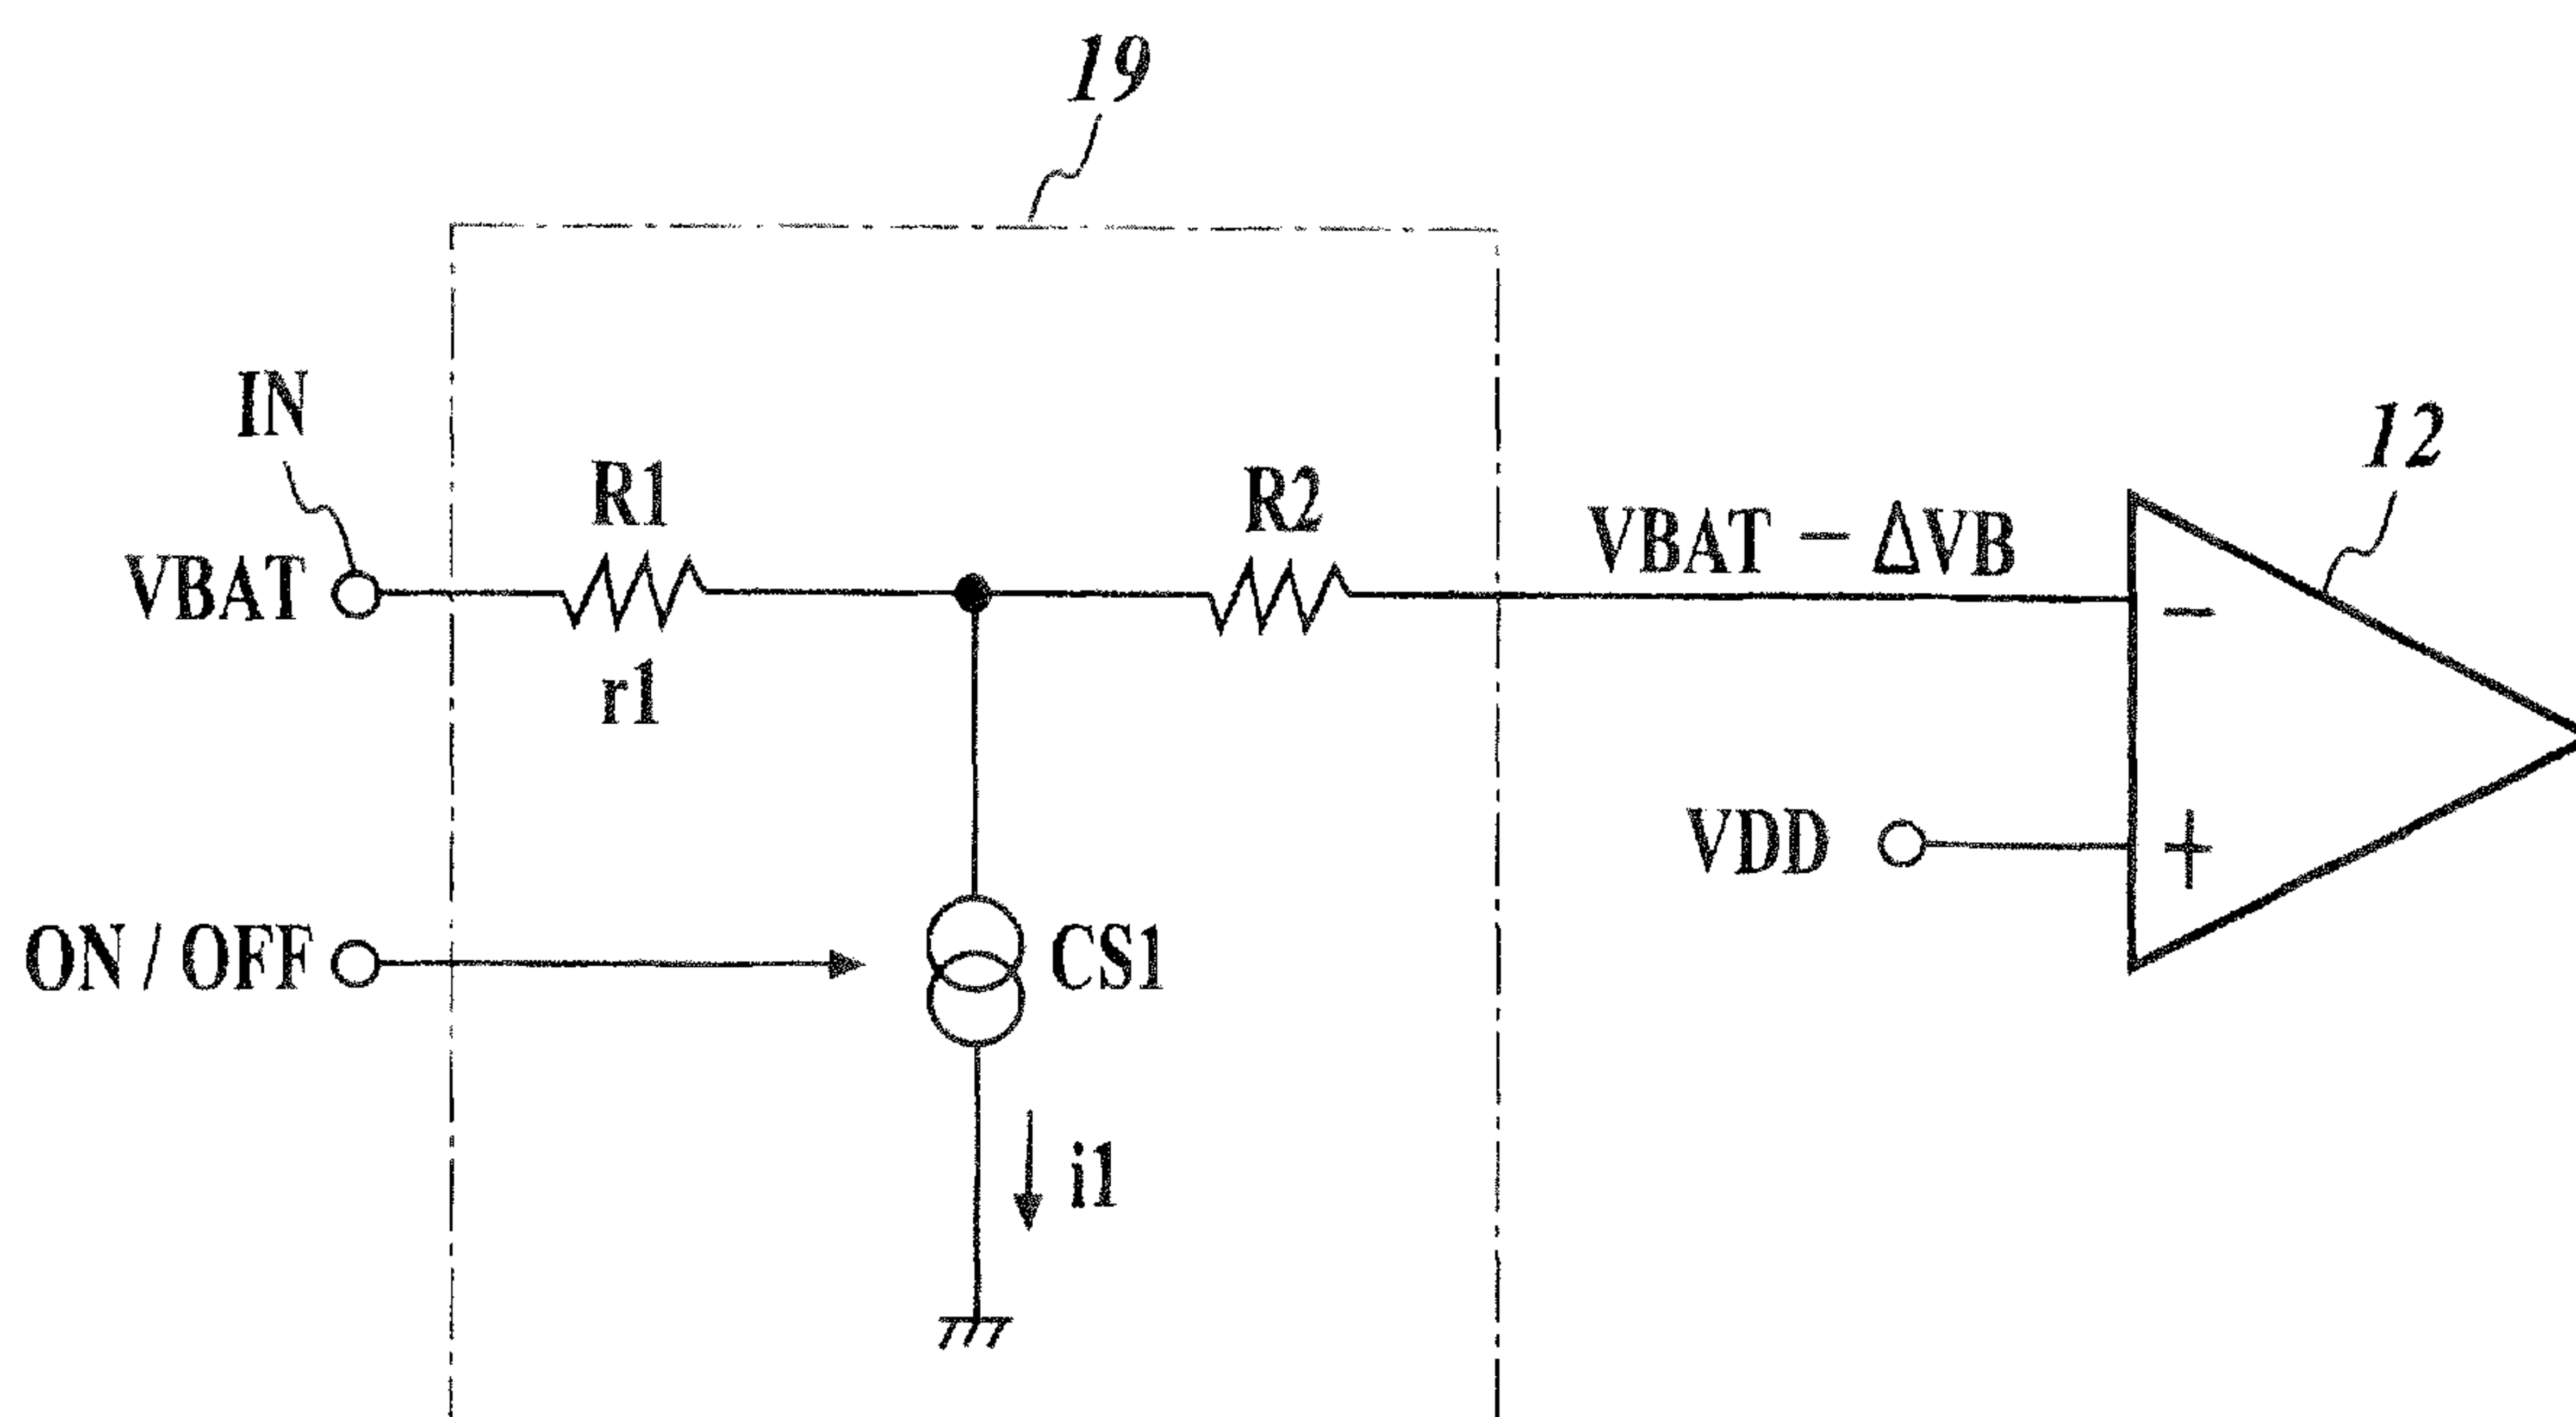 19
IN
12
R1
R2
VBAT − ΔVB
VBAT
−
r1
VDD
+
ON / OFF
CS1
i1